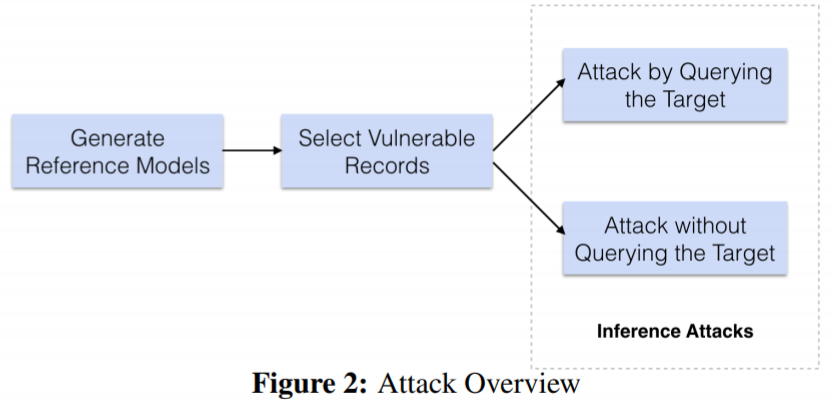 Generate
Reference Models
Select Vulnerable
Records
Attack by Querying
the Target
Attack without
Querying the Target
Inference Attacks
Figure 2: Attack Overview